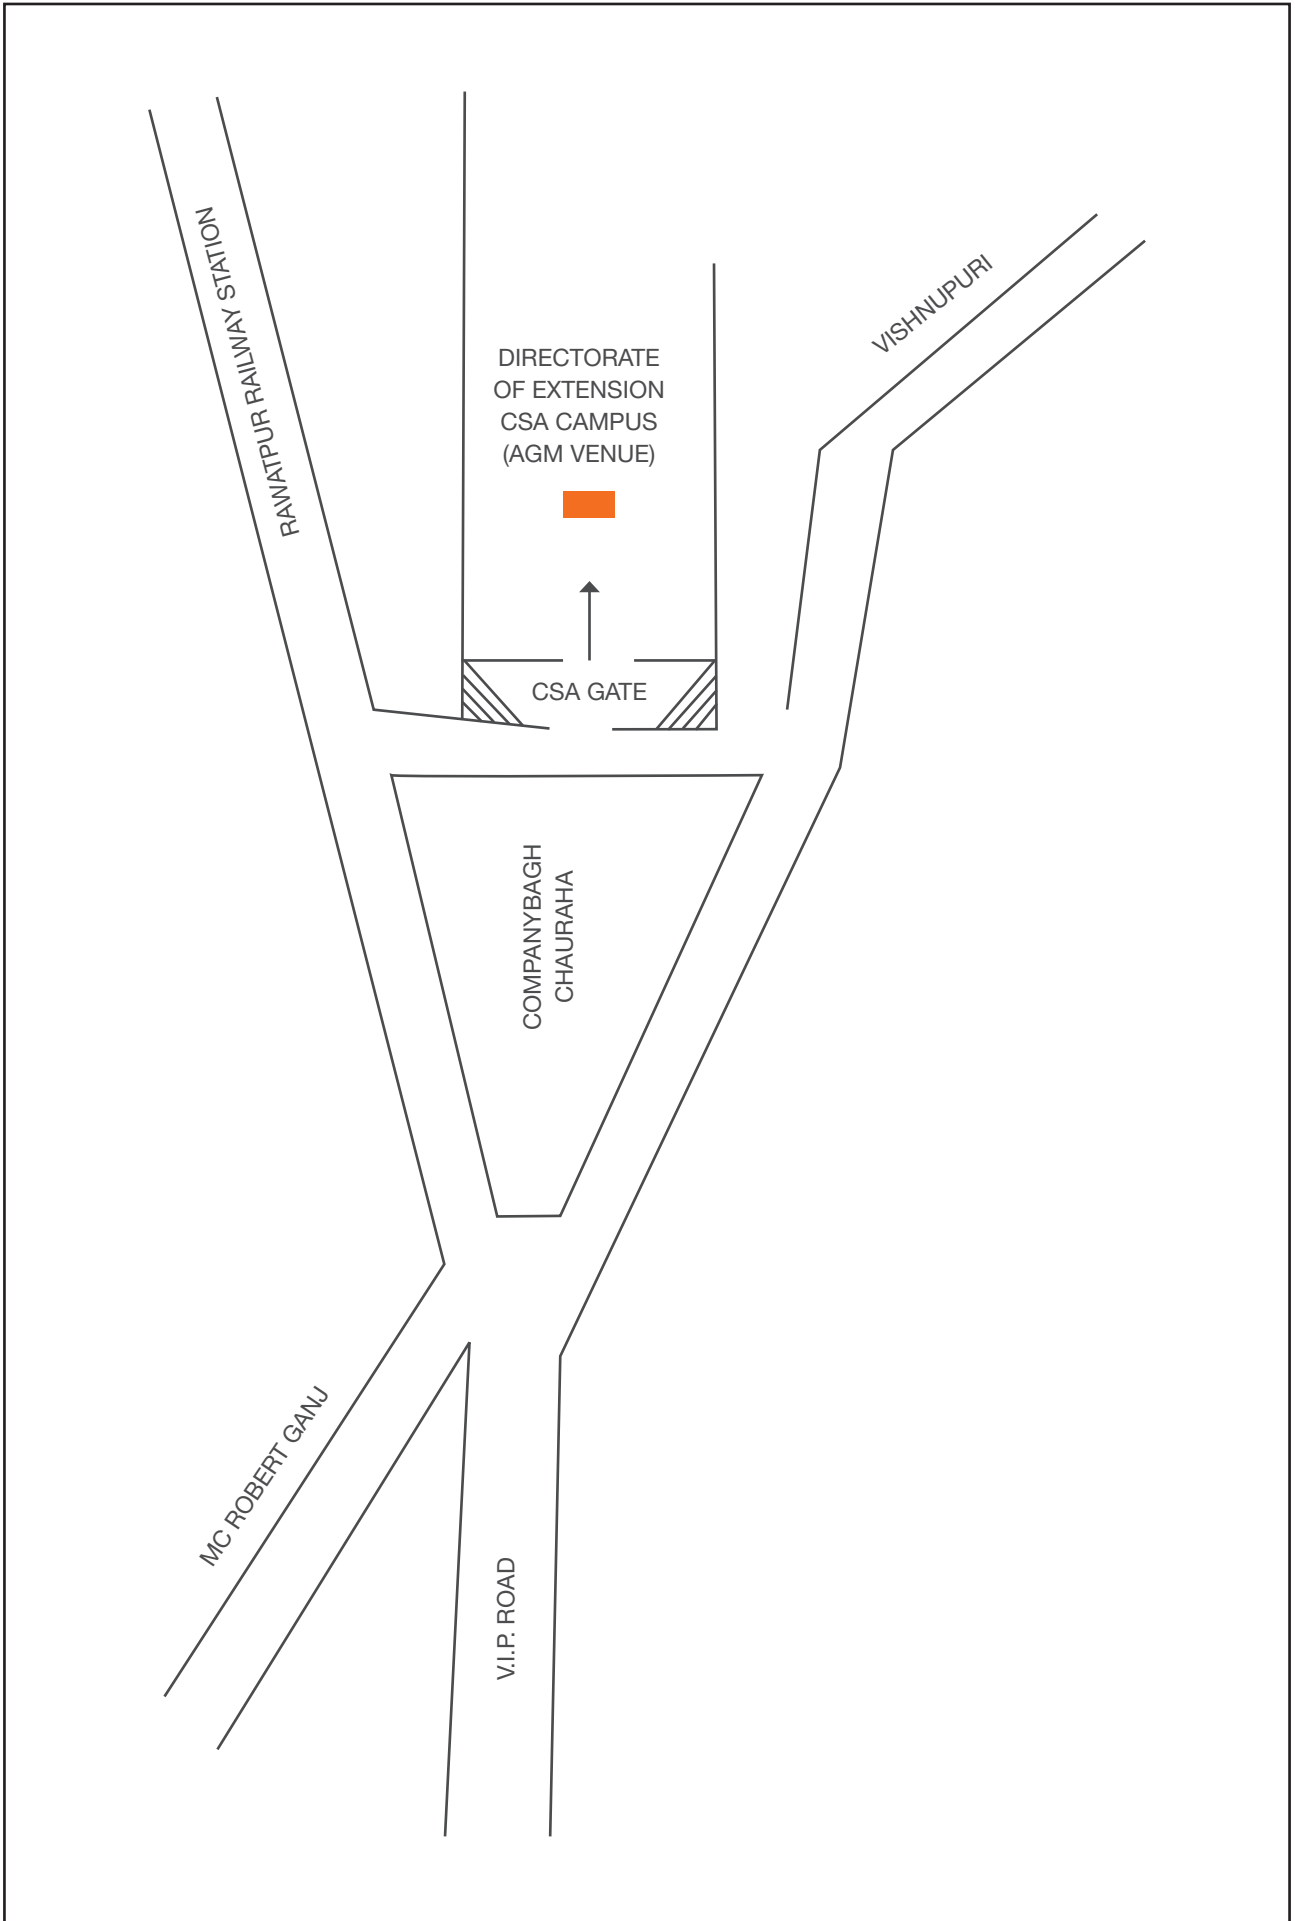 RAWATPUR RAILWAY STATION
VISHNUPURI
DIRECTORATE
OF EXTENSION
CSA CAMPUS
(AGM VENUE)
CSA GATE
COMPANYBAGH
CHAURAHA
MC ROBERT GANJ
V.I.P. ROAD